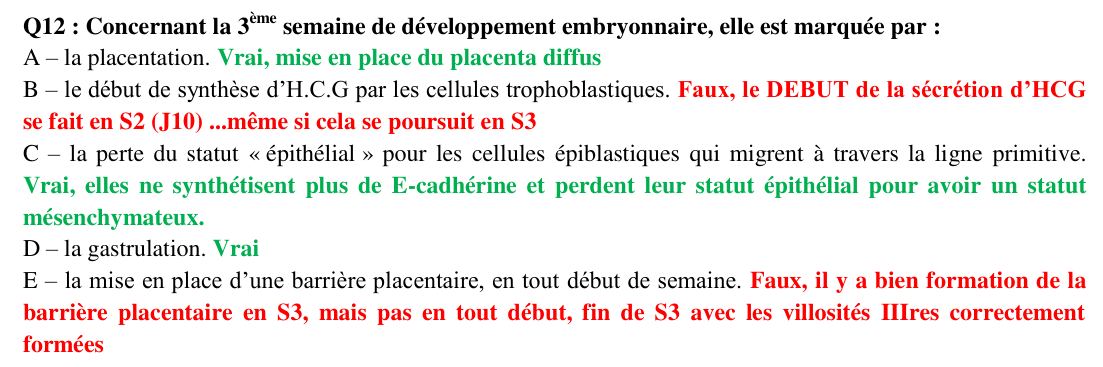 Q12 : Concernant la 3ème semaine de développement embryonnaire, elle est marquée par :
A – la placentation. Vrai, mise en place du placenta diffus
B – le début de synthèse d’H.C.G par les cellules trophoblastiques. Faux, le DEBUT de la sécrétion d’HCG
se fait en S2 (J10) ...même si cela se poursuit en S3
C – la perte du statut « épithélial » pour les cellules épiblastiques qui migrent à travers la ligne primitive.
Vrai, elles ne synthétisent plus de E-cadhérine et perdent leur statut épithélial pour avoir un statut
mésenchymateux.
D – la gastrulation. Vrai
E – la mise en place d’une barrière placentaire, en tout début de semaine. Faux, il y a bien formation de la
barrière placentaire en S3, mais pas en tout début, fin de S3 avec les villosités IIIres correctement
formées